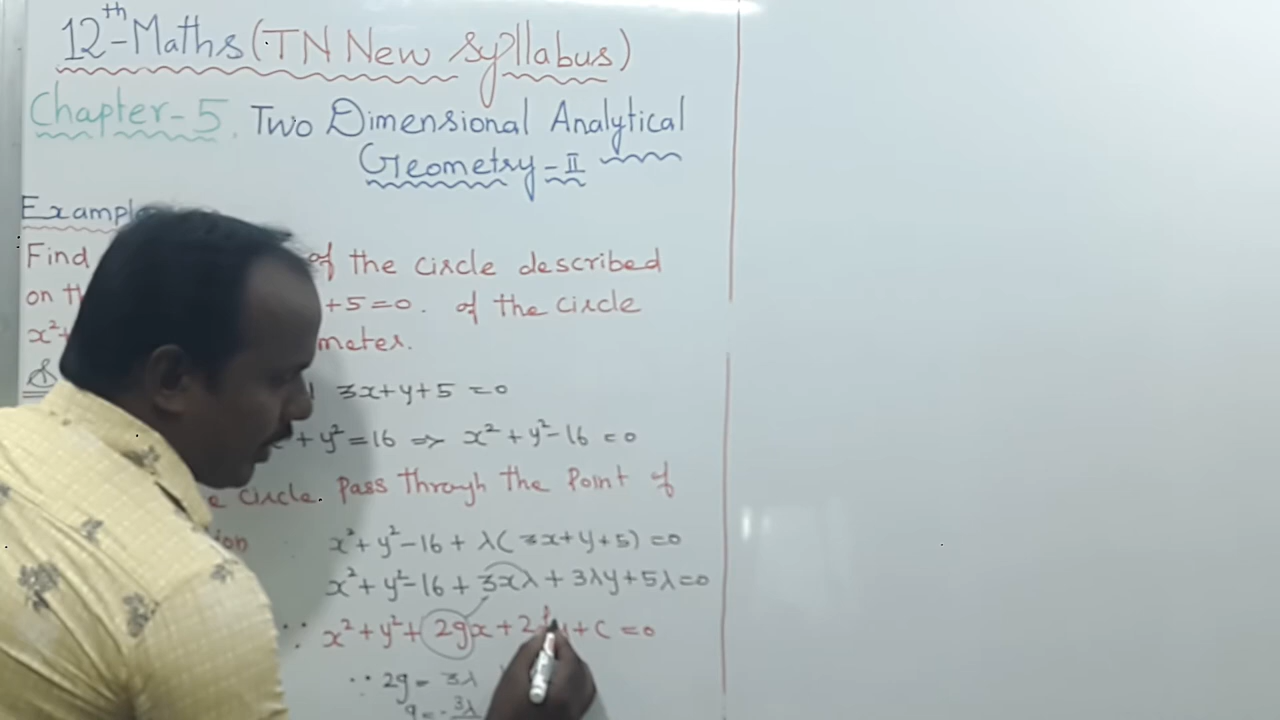 12th-Maths (TN New Syllabus)
Chapter-5. Two Dimensional Analytical
Geometry-II
Find of the circle described
on +5=0. of the circle
x²+ meter.
3x+y+5=0
+y²=16 => x²+y²-16=0
Circle. Pass through the Point of
x²+y²-16+λ(3x+y+5)=0
x²+y²-16+3xλ+3λy+5λ=0
∵ x²+y²+2gx+2 y+c=0
∵ 2g=3λ